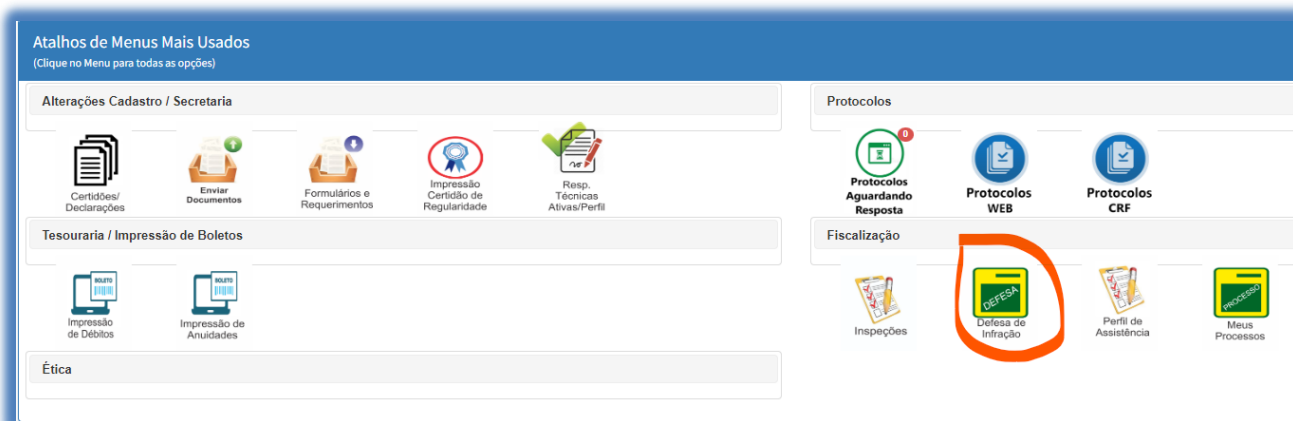 Atalhos de Menus Mais Usados
(Clique no Menu para todas as opções)
Alterações Cadastro / Secretaria
Certidões/
Declarações
Enviar
Documentos
Formulários e
Requerimentos
Impressão
Certidão de
Regularidade
Resp.
Técnicas
Ativas/Perfil
Tesouraria / Impressão de Boletos
BOLETO
Impressão
de Débitos
BOLETO
Impressão de
Anuidades
Ética
Protocolos
0
Protocolos
Aguardando
Resposta
Protocolos
WEB
Protocolos
CRF
Fiscalização
Inspeções
DEFESA
Defesa de
Infração
Perfil de
Assistência
PROCESSO
Meus
Processos